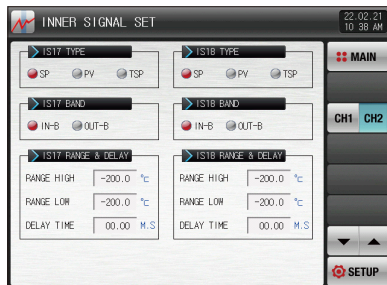 INNER SIGNAL SET
22.02.21
10 38 AM
IS17 TYPE
SP PV TSP
IS18 TYPE
SP PV TSP
IS17 BAND
IN-B OUT-B
IS18 BAND
IN-B OUT-B
IS17 RANGE & DELAY
RANGE HIGH -200.0 °C
RANGE LOW -200.0 °C
DELAY TIME 00.00 M.S
IS18 RANGE & DELAY
RANGE HIGH -200.0 °C
RANGE LOW -200.0 °C
DELAY TIME 00.00 M.S
MAIN
CH1 CH2
SETUP